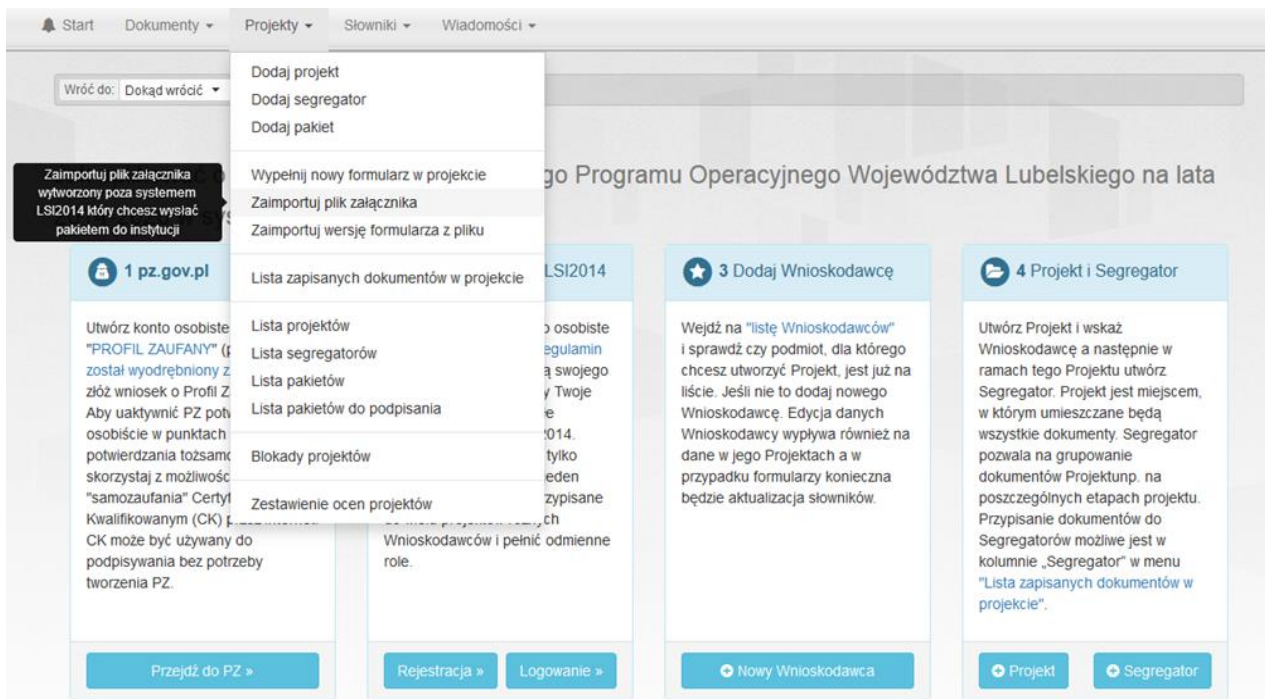 Start Dokumenty Projekty Słowniki Wiadomości
Wróć do: Dokąd wrócić
Dodaj projekt
Dodaj segregator
Dodaj pakiet
Wypełnij nowy formularz w projekcie
Zaimportuj plik załącznika
Zaimportuj wersję formularza z pliku
Lista zapisanych dokumentów w projekcie
Lista projektów
Lista segregatorów
Lista pakietów
Lista pakietów do podpisania
Blokady projektów
Zestawienie ocen projektów
Zaimportuj plik załącznika
wytworzony poza systemem
LSI2014 który chcesz wysłać
pakietem do instytucji
go Programu Operacyjnego Województwa Lubelskiego na lata
1 pz.gov.pl
Utwórz konto osobiste
"PROFIL ZAUFANY"
został wyodrębniony z
złóż wniosek o Profil Z
Aby uaktywnić PZ potw
osobiście w punktach
potwierdzania tożsamo
skorzystaj z możliwośc
"samozaufania" Certyf
Kwalifikowanym (CK)
CK może być używany do
podpisywania bez potrzeby
tworzenia PZ.
Przejdź do PZ »
LSI2014
osobiste
egulamin
ą swojego
y Twoje
014.
tylko
eden
zypisane
Wnioskodawców i pełnić odmienne
role.
Rejestracja » Logowanie »
3 Dodaj Wnioskodawcę
Wejdź na "listę Wnioskodawców"
i sprawdź czy podmiot, dla którego
chcesz utworzyć Projekt, jest już na
liście. Jeśli nie to dodaj nowego
Wnioskodawcę. Edycja danych
Wnioskodawcy wypływa również na
dane w jego Projektach a w
przypadku formularzy konieczna
będzie aktualizacja słowników.
Nowy Wnioskodawca
4 Projekt i Segregator
Utwórz Projekt i wskaż
Wnioskodawcę a następnie w
ramach tego Projektu utwórz
Segregator. Projekt jest miejscem,
w którym umieszczane będą
wszystkie dokumenty. Segregator
pozwala na grupowanie
dokumentów Projektunp. na
poszczególnych etapach projektu.
Przypisanie dokumentów do
Segregatorów możliwe jest w
kolumnie „Segregator" w menu
"Lista zapisanych dokumentów w
projekcie".
Projekt Segregator